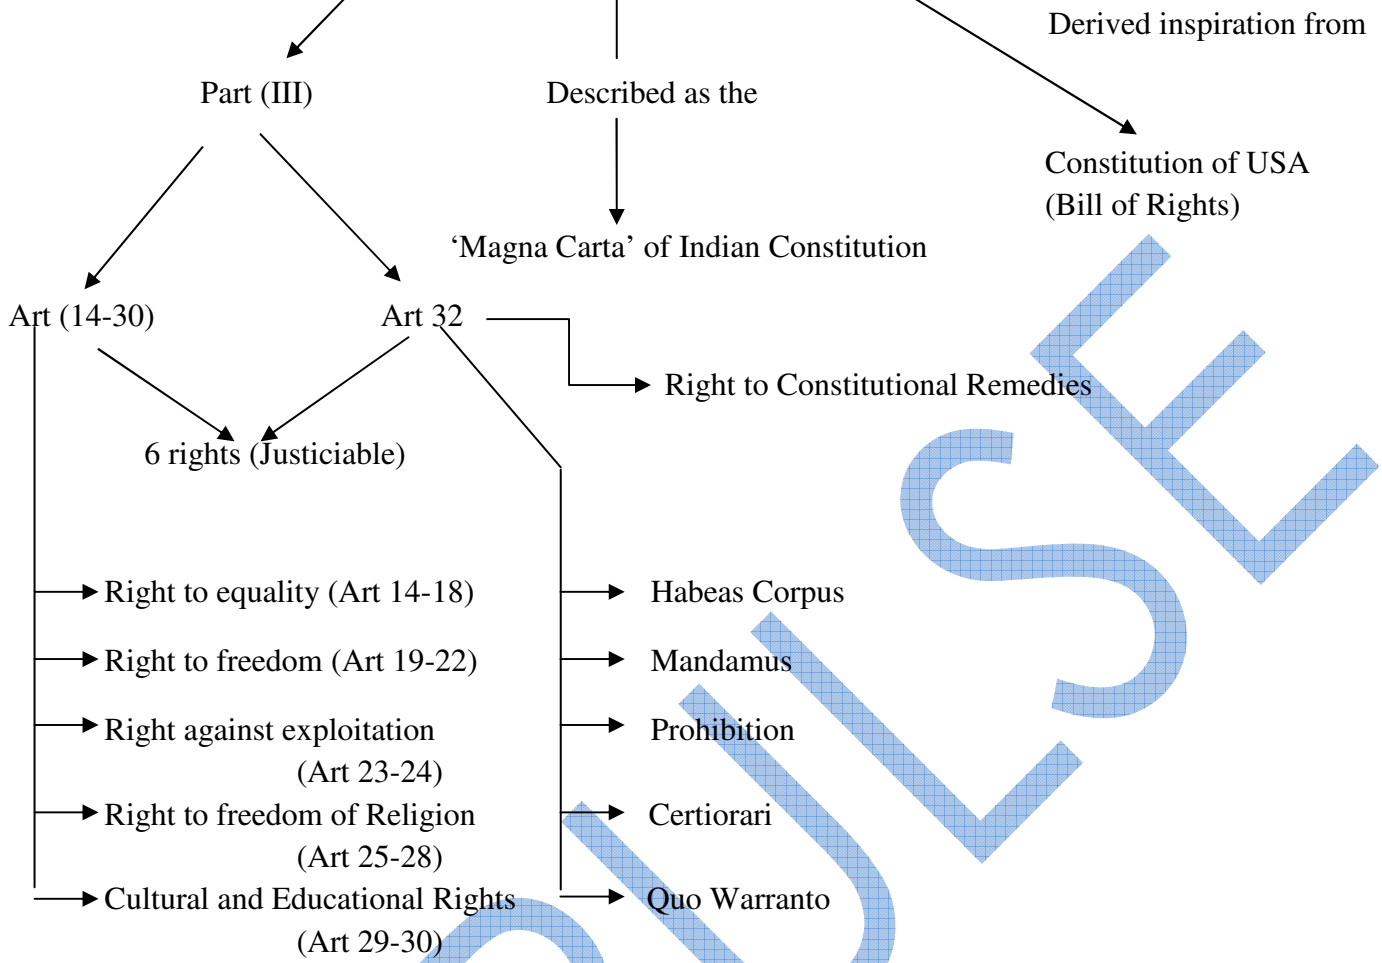 Derived inspiration from
Part (III)
Described as the
Constitution of USA
(Bill of Rights)
‘Magna Carta’ of Indian Constitution
Art (14-30)
Art 32
Right to Constitutional Remedies
6 rights (Justiciable)
Right to equality (Art 14-18)
Habeas Corpus
Right to freedom (Art 19-22)
Mandamus
Right against exploitation
(Art 23-24)
Prohibition
Right to freedom of Religion
(Art 25-28)
Certiorari
Cultural and Educational Rights
(Art 29-30)
Quo Warranto
PULSE